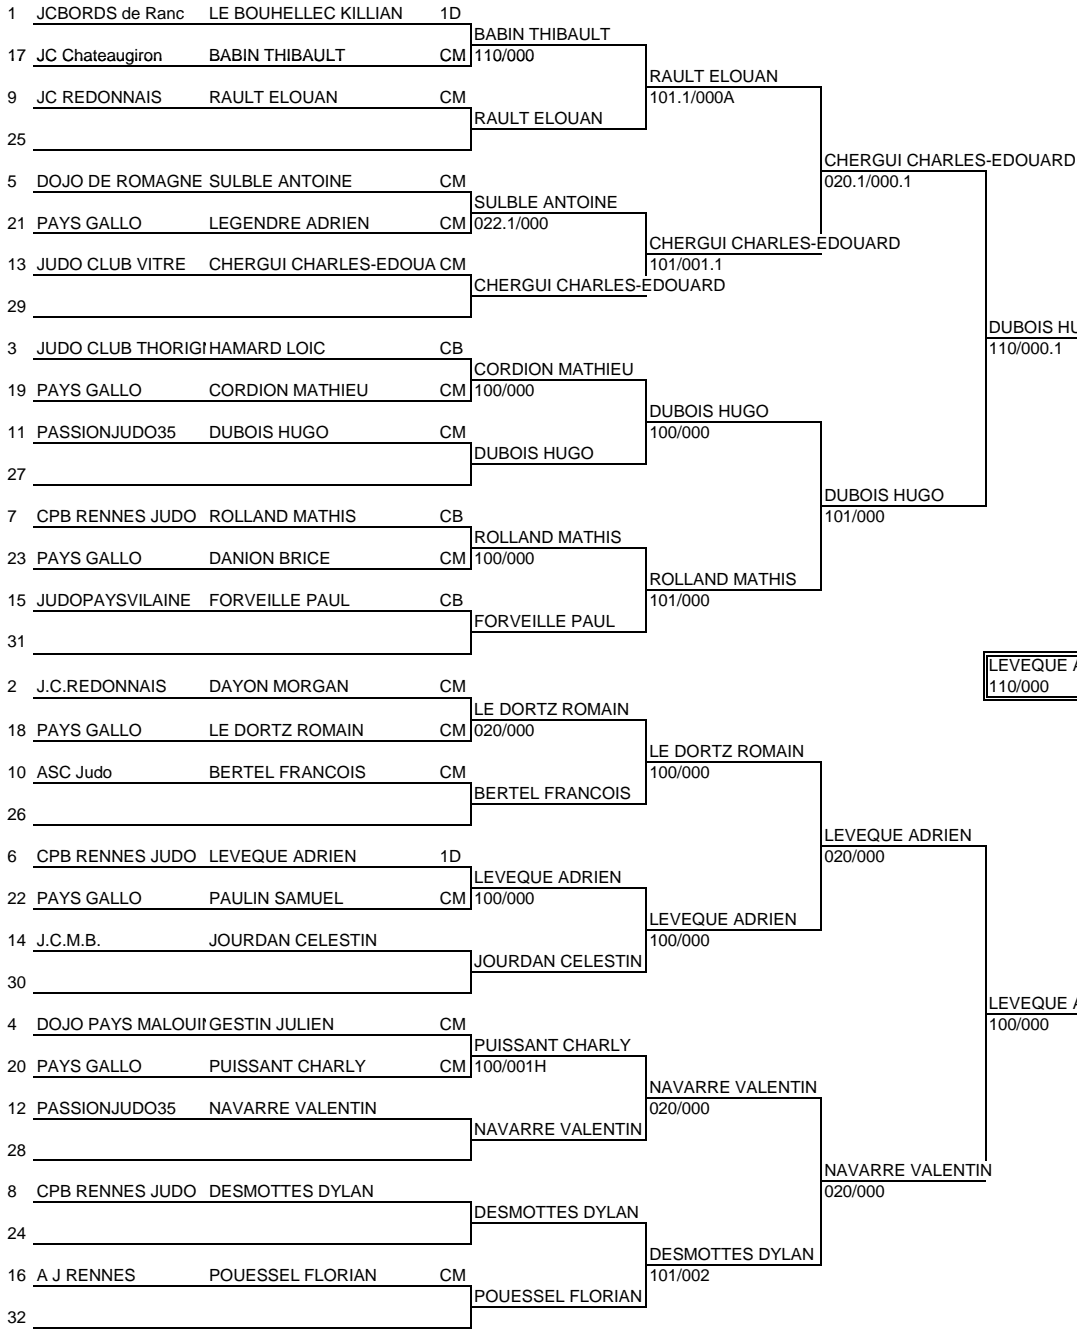 1 JCBORDS de Ranc LE BOUHELLEC KILLIAN 1D
BABIN THIBAULT
17 JC Chateaugiron BABIN THIBAULT CM 110/000
RAULT ELOUAN
9 JC REDONNAIS RAULT ELOUAN CM 101.1/000A
RAULT ELOUAN
25
CHERGUI CHARLES-EDOUARD
5 DOJO DE ROMAGNE SULBLE ANTOINE CM 020.1/000.1
SULBLE ANTOINE
21 PAYS GALLO LEGENDRE ADRIEN CM 022.1/000
CHERGUI CHARLES-EDOUARD
13 JUDO CLUB VITRE CHERGUI CHARLES-EDOUA CM 101/001.1
CHERGUI CHARLES-EDOUARD
29
DUBOIS HU
3 JUDO CLUB THORIGI HAMARD LOIC CB 110/000.1
CORDION MATHIEU
19 PAYS GALLO CORDION MATHIEU CM 100/000
DUBOIS HUGO
11 PASSIONJUDO35 DUBOIS HUGO CM 100/000
DUBOIS HUGO
27
DUBOIS HUGO
7 CPB RENNES JUDO ROLLAND MATHIS CB 101/000
ROLLAND MATHIS
23 PAYS GALLO DANION BRICE CM 100/000
ROLLAND MATHIS
15 JUDOPAYSVILAINE FORVEILLE PAUL CB 101/000
FORVEILLE PAUL
31
LEVEQUE A
2 J.C.REDONNAIS DAYON MORGAN CM 110/000
LE DORTZ ROMAIN
18 PAYS GALLO LE DORTZ ROMAIN CM 020/000
LE DORTZ ROMAIN
10 ASC Judo BERTEL FRANCOIS CM 100/000
BERTEL FRANCOIS
26
LEVEQUE ADRIEN
6 CPB RENNES JUDO LEVEQUE ADRIEN 1D 020/000
LEVEQUE ADRIEN
22 PAYS GALLO PAULIN SAMUEL CM 100/000
LEVEQUE ADRIEN
14 J.C.M.B. JOURDAN CELESTIN 100/000
JOURDAN CELESTIN
30
LEVEQUE A
4 DOJO PAYS MALOUIN GESTIN JULIEN CM 100/000
PUISSANT CHARLY
20 PAYS GALLO PUISSANT CHARLY CM 100/001H
NAVARRE VALENTIN
12 PASSIONJUDO35 NAVARRE VALENTIN 020/000
NAVARRE VALENTIN
28
NAVARRE VALENTIN
8 CPB RENNES JUDO DESMOTTES DYLAN 020/000
DESMOTTES DYLAN
24
DESMOTTES DYLAN
16 A J RENNES POUESSEL FLORIAN CM 101/002
POUESSEL FLORIAN
32